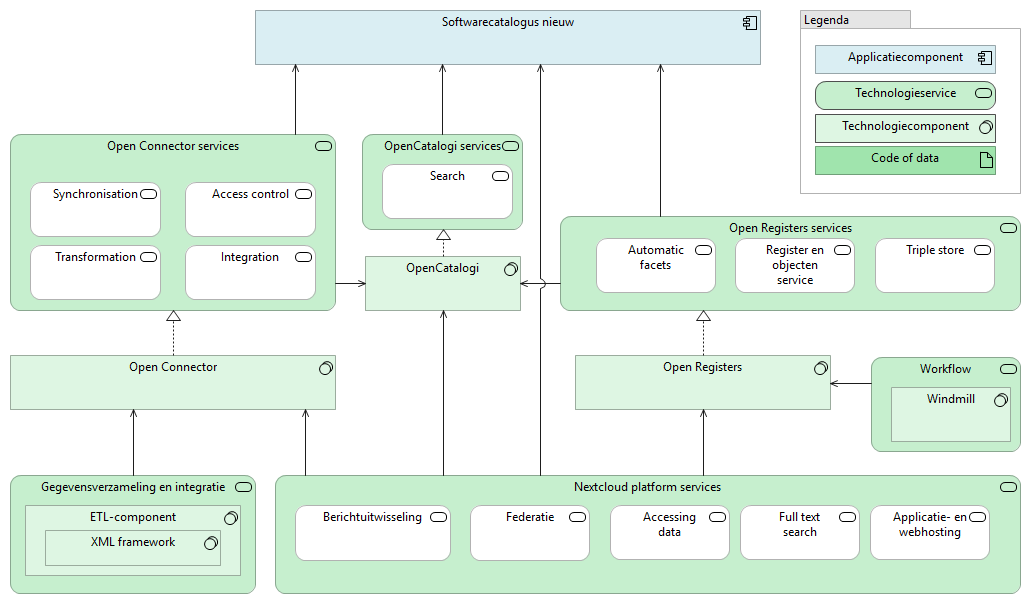 Softwarecatalogus nieuw
Legenda
Applicatiecomponent
Technologieservice
Technologiecomponent
Code of data
Open Connector services
Synchronisation
Access control
Transformation
Integration
OpenCatalogi services
Search
OpenCatalogi
Open Registers services
Automatic
facets
Register en
objecten
service
Triple store
Open Connector
Open Registers
Workflow
Windmill
Gegevensverzameling en integratie
ETL-component
XML framework
Nextcloud platform services
Berichtuitwisseling
Federatie
Accessing
data
Full text
search
Applicatie- en
webhosting